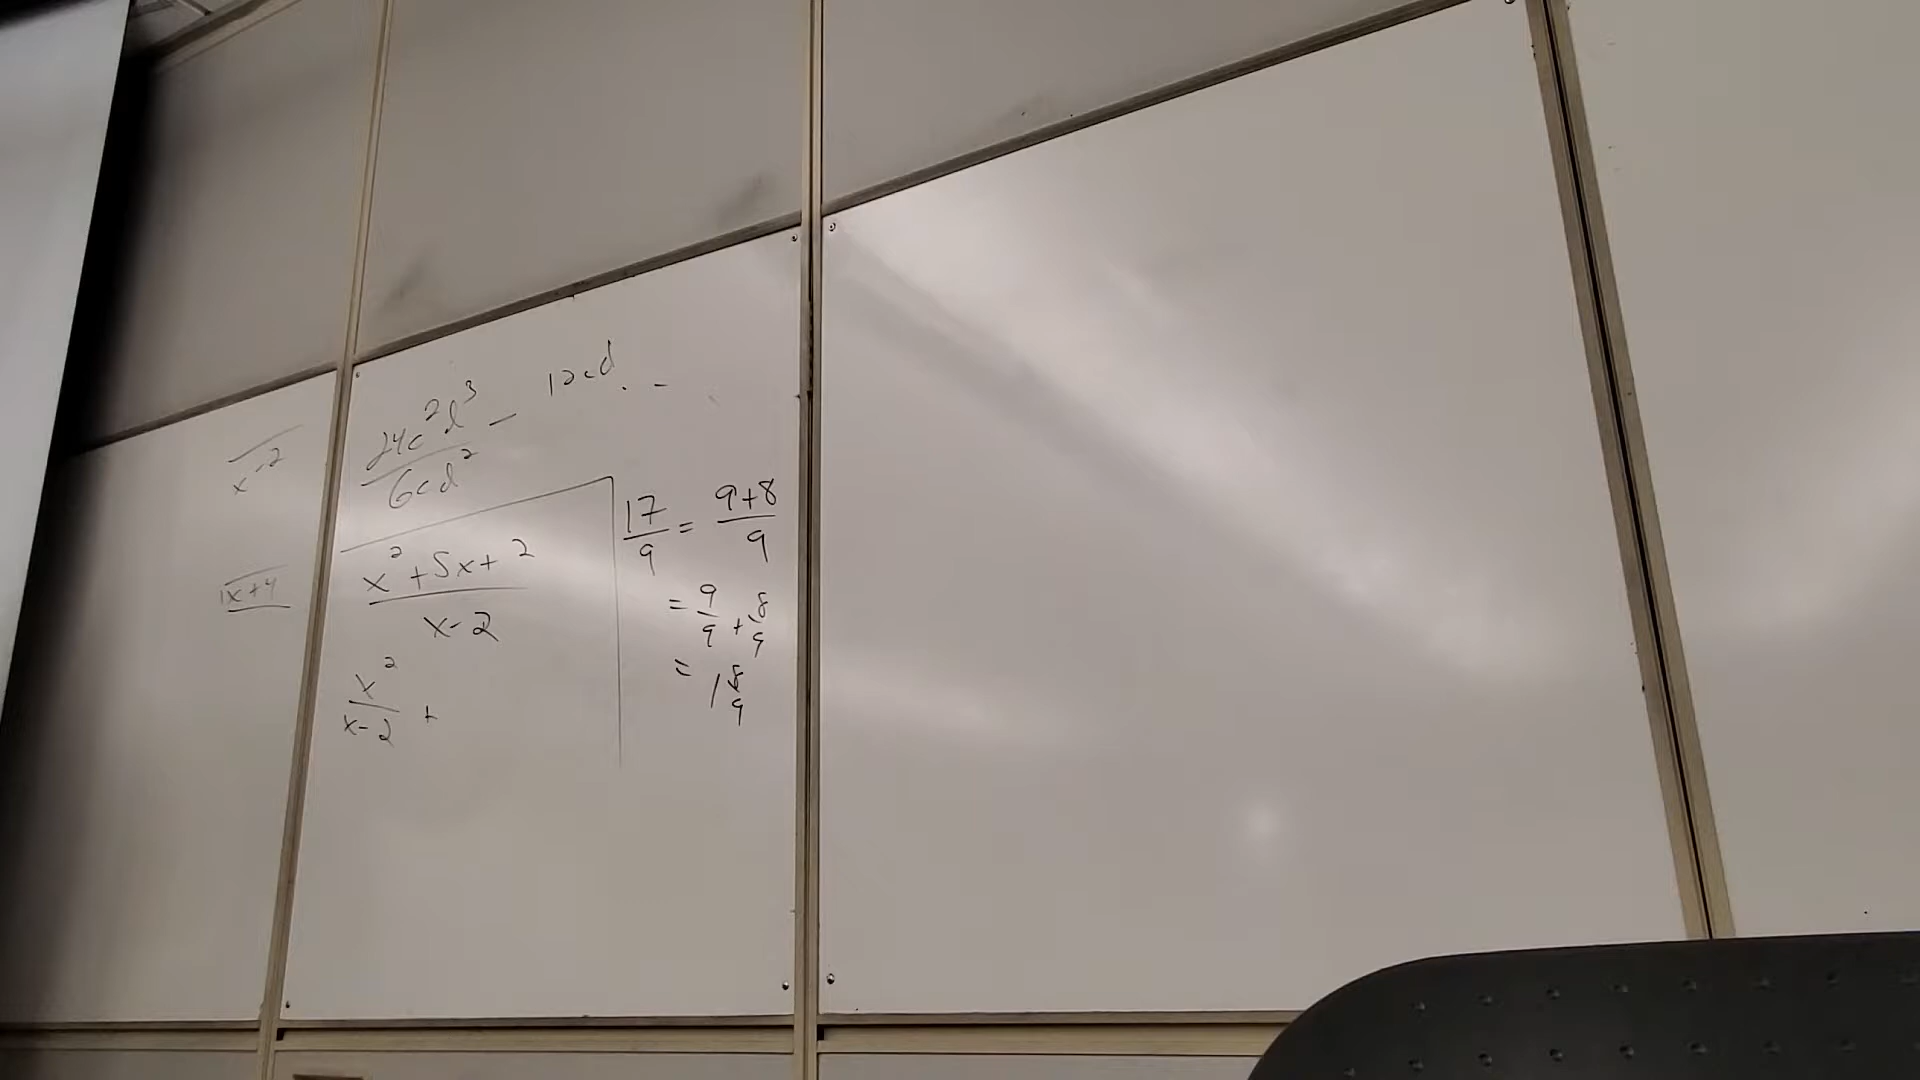 x-2
1x+4
24c²d³ - 12cd . -
6cd²
x² + 5x + 2
x-2
x²
x-2 +
17/9 = 9+8/9
= 9/9 + 8/9
= 1 8/9